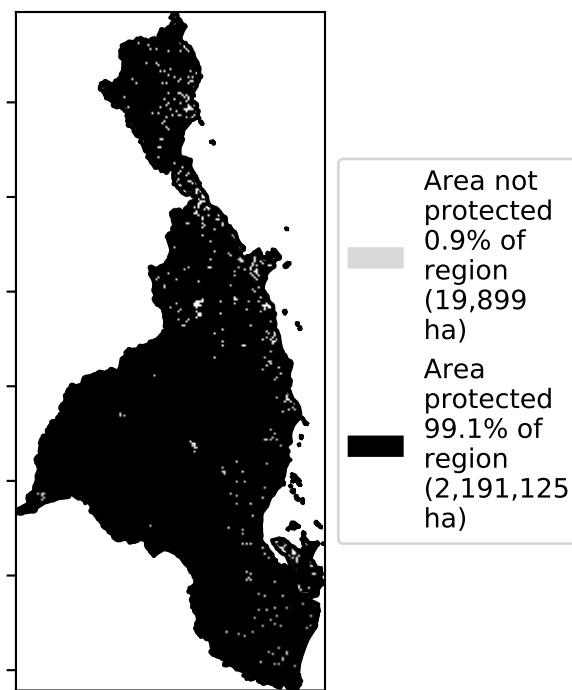 Area not
protected
0.9% of
region
(19,899
ha)
Area
protected
99.1% of
region
(2,191,125
ha)